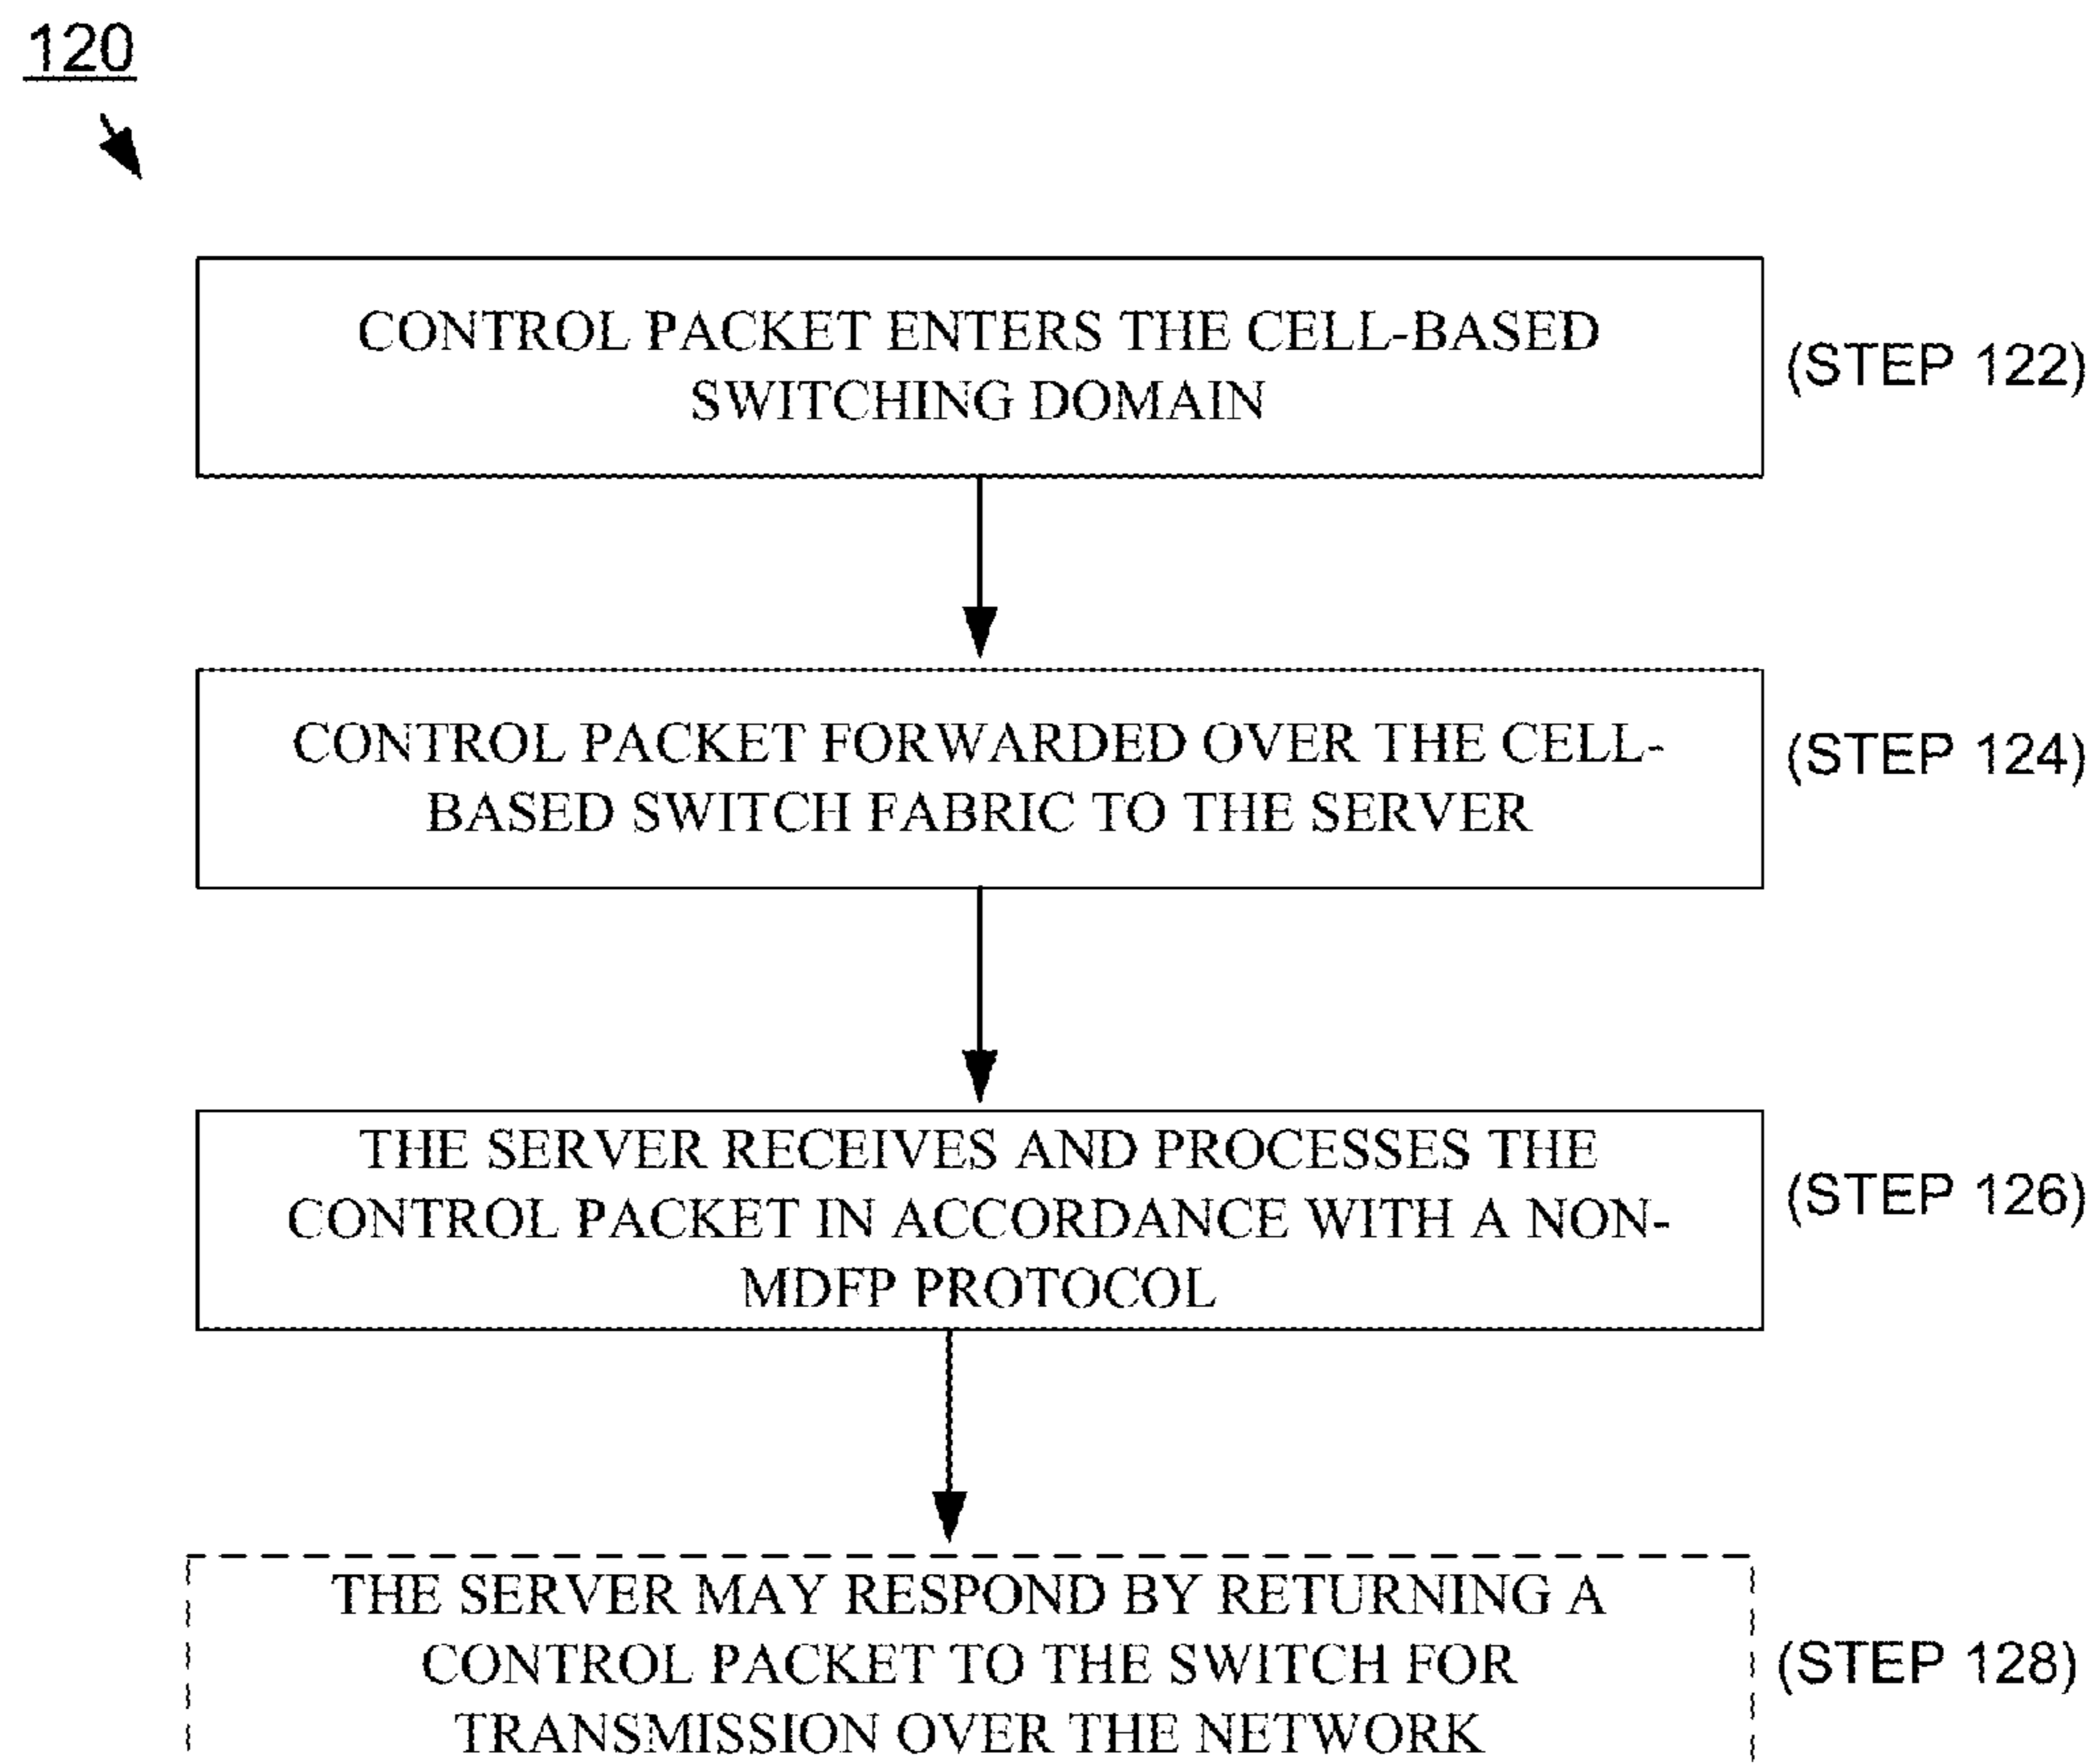 120
CONTROL PACKET ENTERS THE CELL-BASED
SWITCHING DOMAIN
(STEP 122)
CONTROL PACKET FORWARDED OVER THE CELL-
BASED SWITCH FABRIC TO THE SERVER
(STEP 124)
THE SERVER RECEIVES AND PROCESSES THE
CONTROL PACKET IN ACCORDANCE WITH A NON-
MDFP PROTOCOL
(STEP 126)
THE SERVER MAY RESPOND BY RETURNING A
CONTROL PACKET TO THE SWITCH FOR
TRANSMISSION OVER THE NETWORK
(STEP 128)